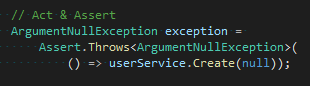 // Act & Assert
ArgumentNullException exception =
Assert.Throws<ArgumentNullException>(
() => userService.Create(null));